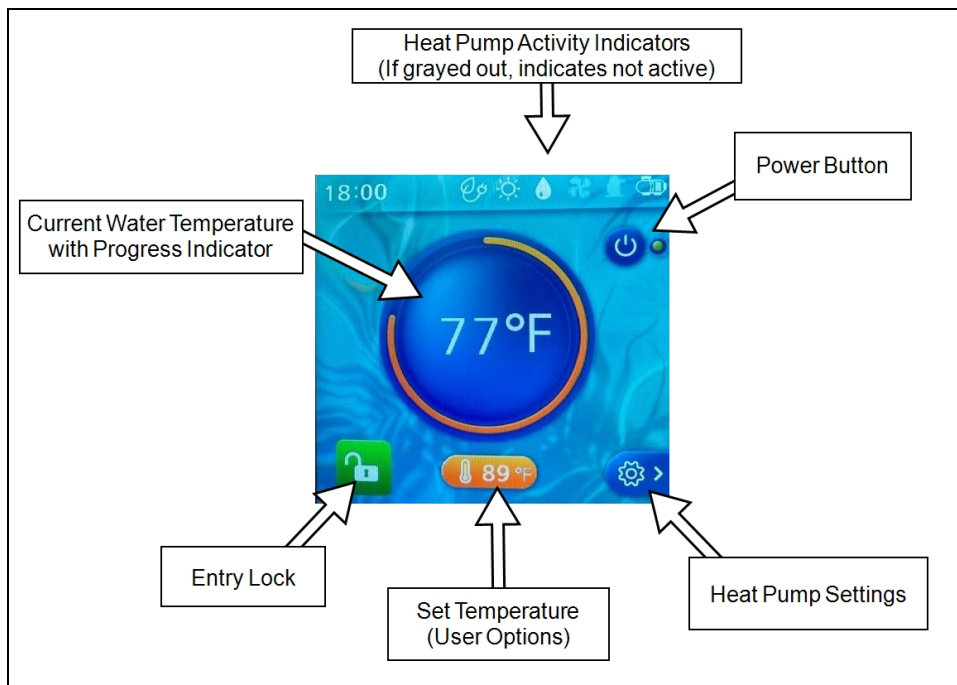 Heat Pump Activity Indicators
(If grayed out, indicates not active)
Power Button
18:00
Current Water Temperature
with Progress Indicator
77°F
89 °F
Entry Lock
Set Temperature
(User Options)
Heat Pump Settings